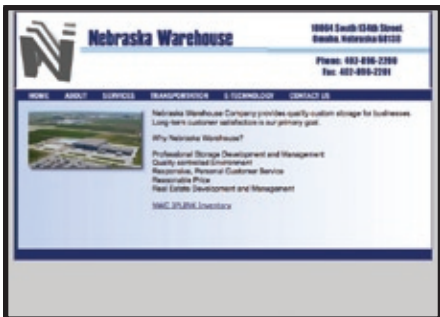 Nebraska Warehouse
10064 South 134th Street
Omaha, Nebraska 68138
Phone: 402-896-2200
Fax: 402-896-2201
HOME ABOUT SERVICES TRANSPORTATION E-TECHNOLOGY CONTACT US
Nebraska Warehouse Company provides quality custom storage for businesses.
Long-term customer satisfaction is our primary goal.
Why Nebraska Warehouse?
Professional Storage Development and Management
Quality controlled Environment
Responsive, Personal Customer Service
Reasonable Price
Real Estate Development and Management
Inventory